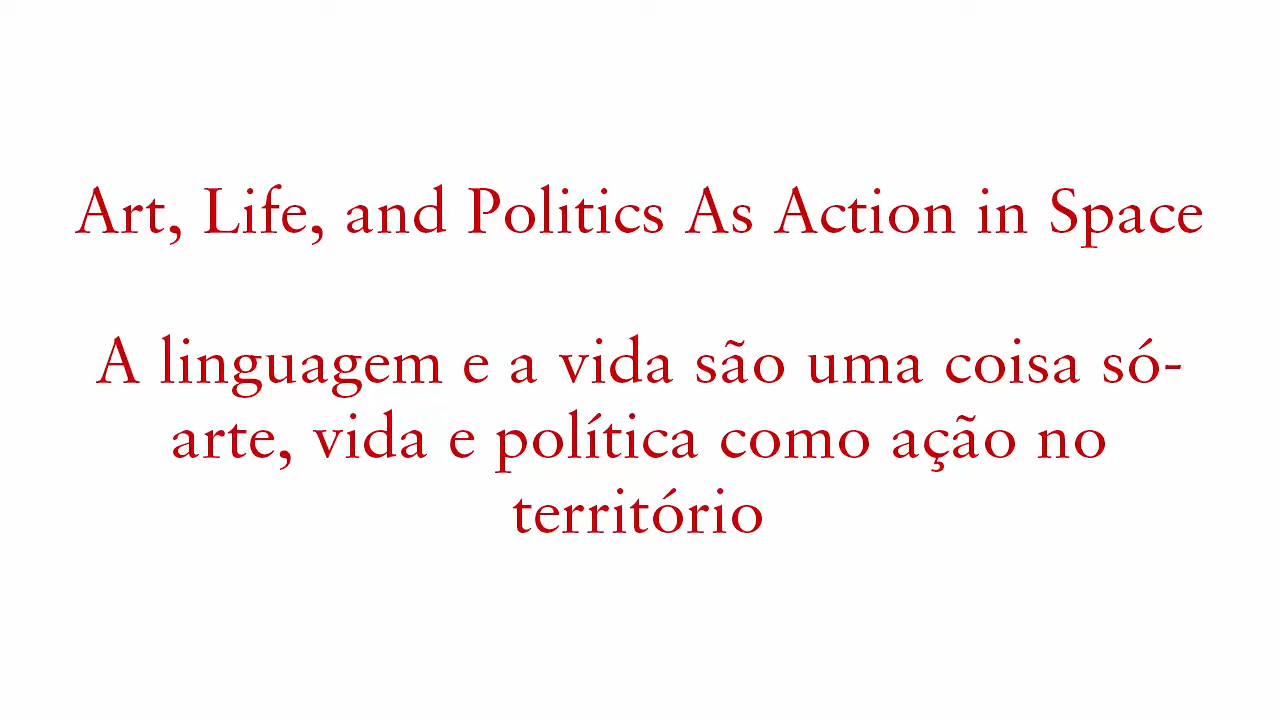 Art, Life, and Politics As Action in Space
A linguagem e a vida são uma coisa só-
arte, vida e política como ação no
território